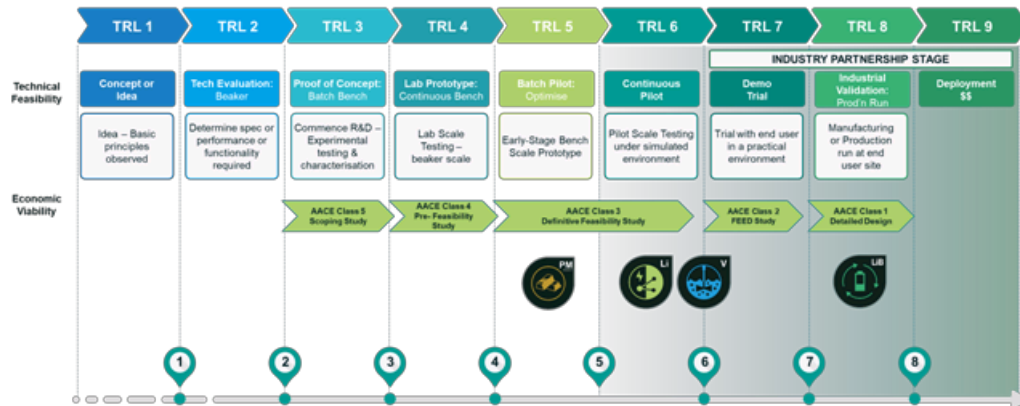 TRL 1
TRL 2
TRL 3
TRL 4
TRL 5
TRL 6
TRL 7
TRL 8
TRL 9
INDUSTRY PARTNERSHIP STAGE
Technical
Feasibility
Concept or
Idea
Tech Evaluation:
Beaker
Proof of Concept:
Batch Bench
Lab Prototype:
Continuous Bench
Batch Pilot:
Optimise
Continuous
Pilot
Demo
Trial
Industrial
Validation:
Prod'n Run
Deployment
$$
Idea – Basic
principles
observed
Determine spec or
performance or
functionality
required
Commence R&D –
Experimental
testing &
characterisation
Lab Scale
Testing –
beaker scale
Early-Stage Bench
Scale Prototype
Pilot Scale Testing
under simulated
environment
Trial with end user
in a practical
environment
Manufacturing
or Production
run at end
user site
Economic
Viability
AACE Class 5
Scoping Study
AACE Class 4
Pre- Feasibility
Study
AACE Class 3
Definitive Feasibility Study
AACE Class 2
FEED Study
AACE Class 1
Detailed Design
PM
Li
V
LiB
1
2
3
4
5
6
7
8